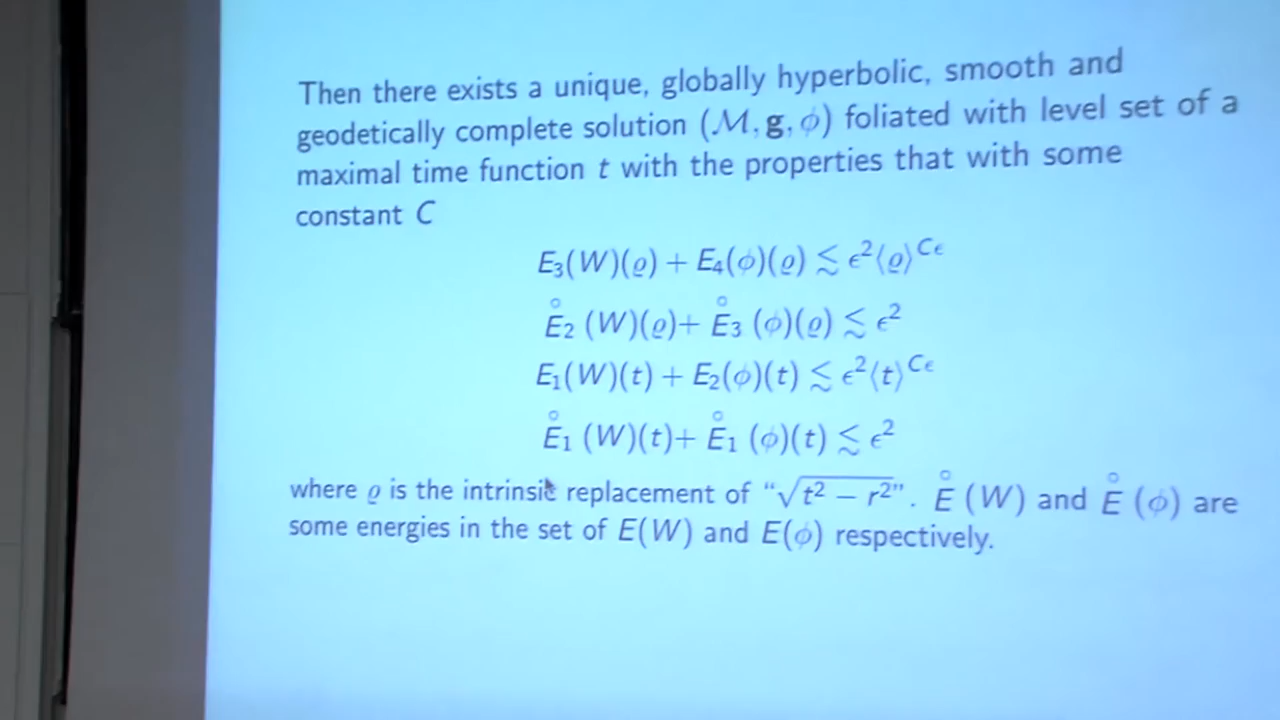 Then there exists a unique, globally hyperbolic, smooth and
geodetically complete solution (ℳ, 𝐠, ϕ) foliated with level set of a
maximal time function t with the properties that with some
constant C
E₃(W)(ϱ) + E₄(ϕ)(ϱ) ≲ ϵ²⟨ϱ⟩^{Cϵ}
E̊₂ (W)(ϱ)+ E̊₃ (ϕ)(ϱ) ≲ ϵ²
E₁(W)(t) + E₂(ϕ)(t) ≲ ϵ²⟨t⟩^{Cϵ}
E̊₁ (W)(t)+ E̊₁ (ϕ)(t) ≲ ϵ²
where ϱ is the intrinsic replacement of “√(t² − r²)”. E̊ (W) and E̊ (ϕ) are
some energies in the set of E(W) and E(ϕ) respectively.